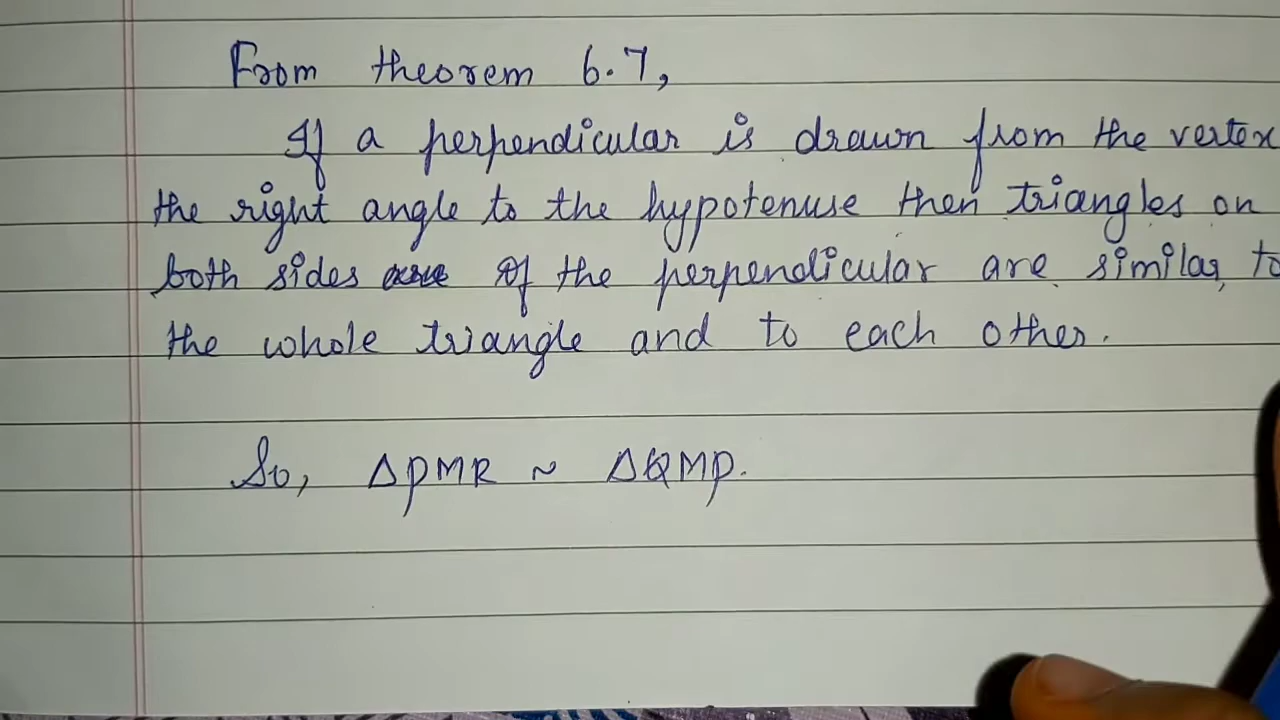 From theorem 6.7,
If a perpendicular is drawn from the vertex
the right angle to the hypotenuse then triangles on
both sides of the perpendicular are similar to
the whole triangle and to each other.
So, ΔPMR ~ ΔQMP.